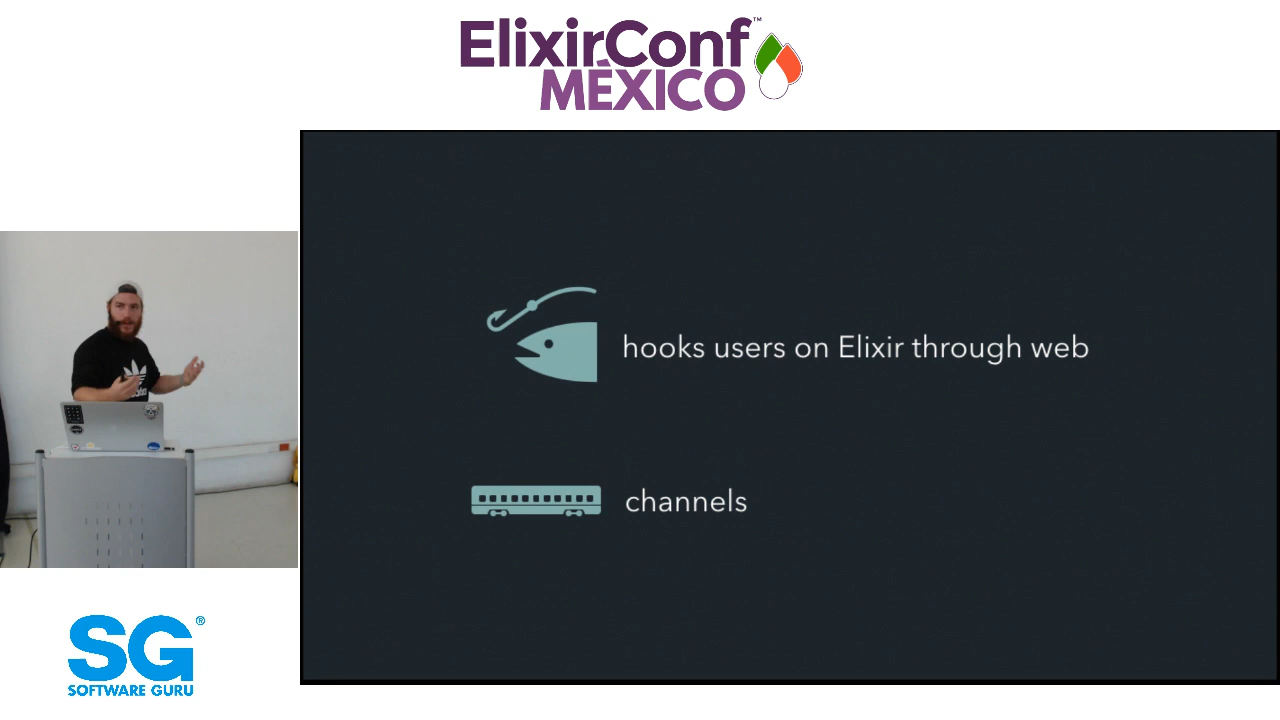 ElixirConf™
MÉXICO
hooks users on Elixir through web
channels
SG®
SOFTWARE GURU